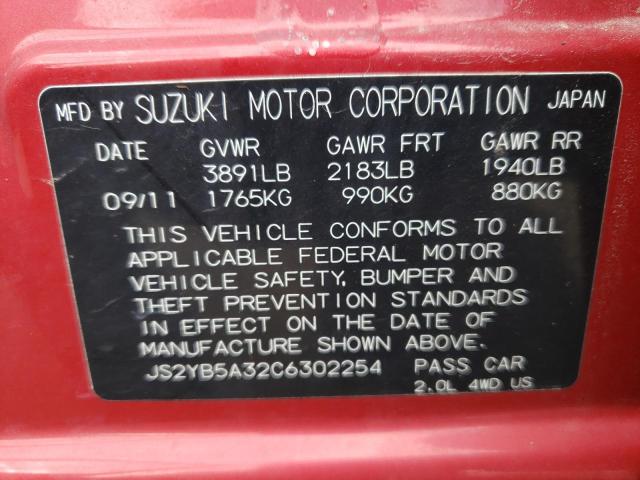 MFD BY SUZUKI MOTOR CORPORATION JAPAN
DATE GVWR GAWR FRT GAWR RR
3891LB 2183LB 1940LB
09/11 1765KG 990KG 880KG
THIS VEHICLE CONFORMS TO ALL
APPLICABLE FEDERAL MOTOR
VEHICLE SAFETY, BUMPER AND
THEFT PREVENTION STANDARDS
IN EFFECT ON THE DATE OF
MANUFACTURE SHOWN ABOVE.
JS2YB5A32C6302254 PASS CAR
2.0L 4WD US